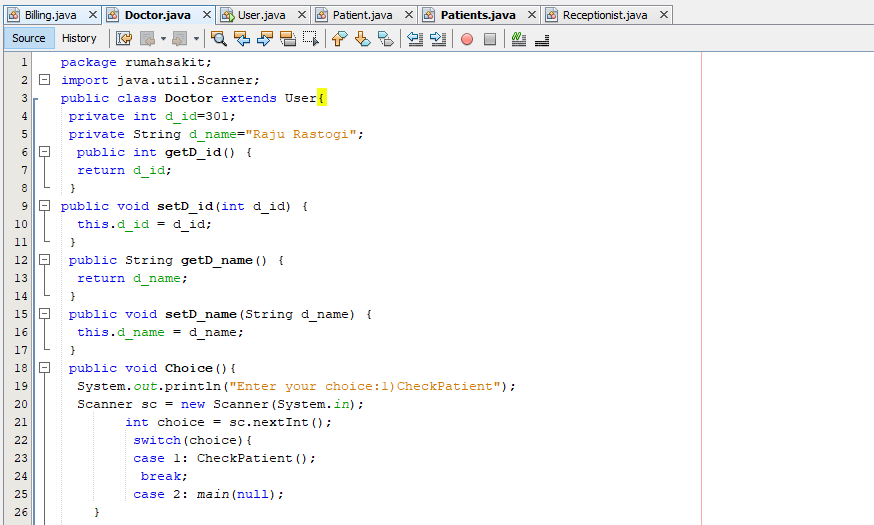 Billing.java Doctor.java User.java Patient.java Patients.java Receptionist.java
Source History
1 package rumahsakit;
2 import java.util.Scanner;
3 public class Doctor extends User{
4 private int d_id=301;
5 private String d_name="Raju Rastogi";
6 public int getD_id() {
7 return d_id;
8 }
9 public void setD_id(int d_id) {
10 this.d_id = d_id;
11 }
12 public String getD_name() {
13 return d_name;
14 }
15 public void setD_name(String d_name) {
16 this.d_name = d_name;
17 }
18 public void Choice(){
19 System.out.println("Enter your choice:1)CheckPatient");
20 Scanner sc = new Scanner(System.in);
21 int choice = sc.nextInt();
22 switch(choice){
23 case 1: CheckPatient();
24 break;
25 case 2: main(null);
26 }